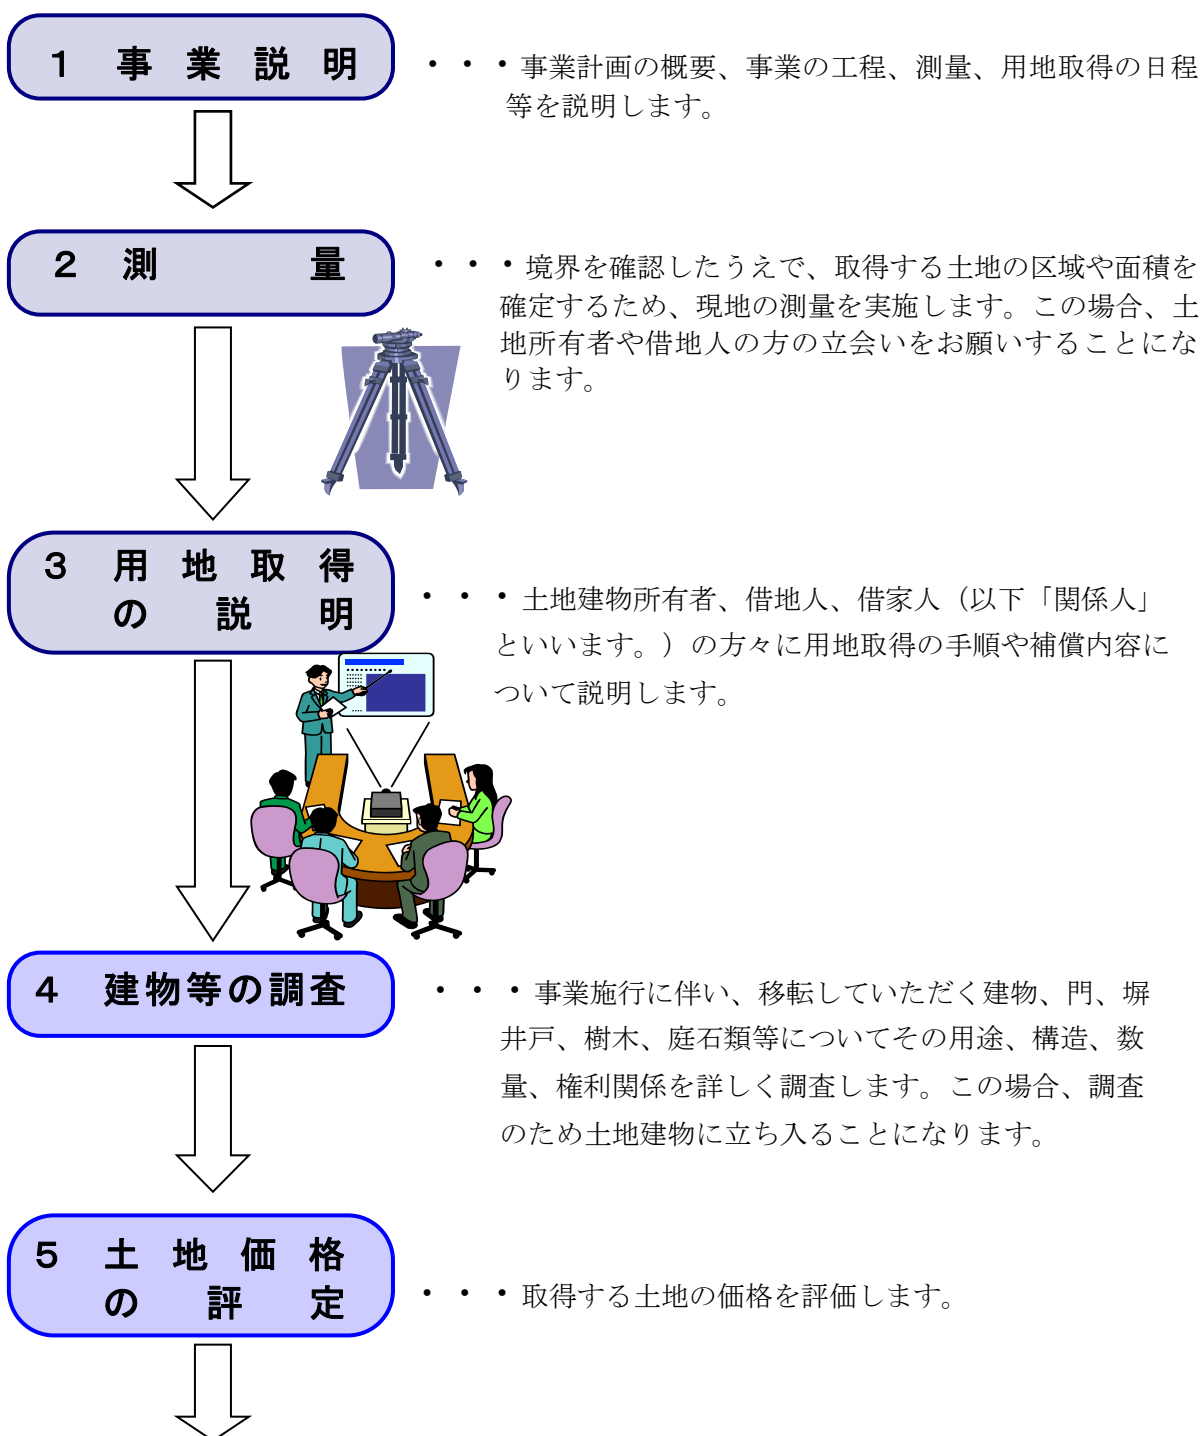 1 事業説明
・・・事業計画の概要、事業の工程、測量、用地取得の日程
等を説明します。
2 測量
・・・境界を確認したうえで、取得する土地の区域や面積を
確定するため、現地の測量を実施します。この場合、土
地所有者や借地人の方の立会いをお願いすることにな
ります。
3 用地取得
の説明
・・・土地建物所有者、借地人、借家人（以下「関係人」
といいます。）の方々に用地取得の手順や補償内容に
ついて説明します。
4 建物等の調査
・・・事業施行に伴い、移転していただく建物、門、塀
井戸、樹木、庭石類等についてその用途、構造、数
量、権利関係を詳しく調査します。この場合、調査
のため土地建物に立ち入ることになります。
5 土地価格
の評定
・・・取得する土地の価格を評価します。